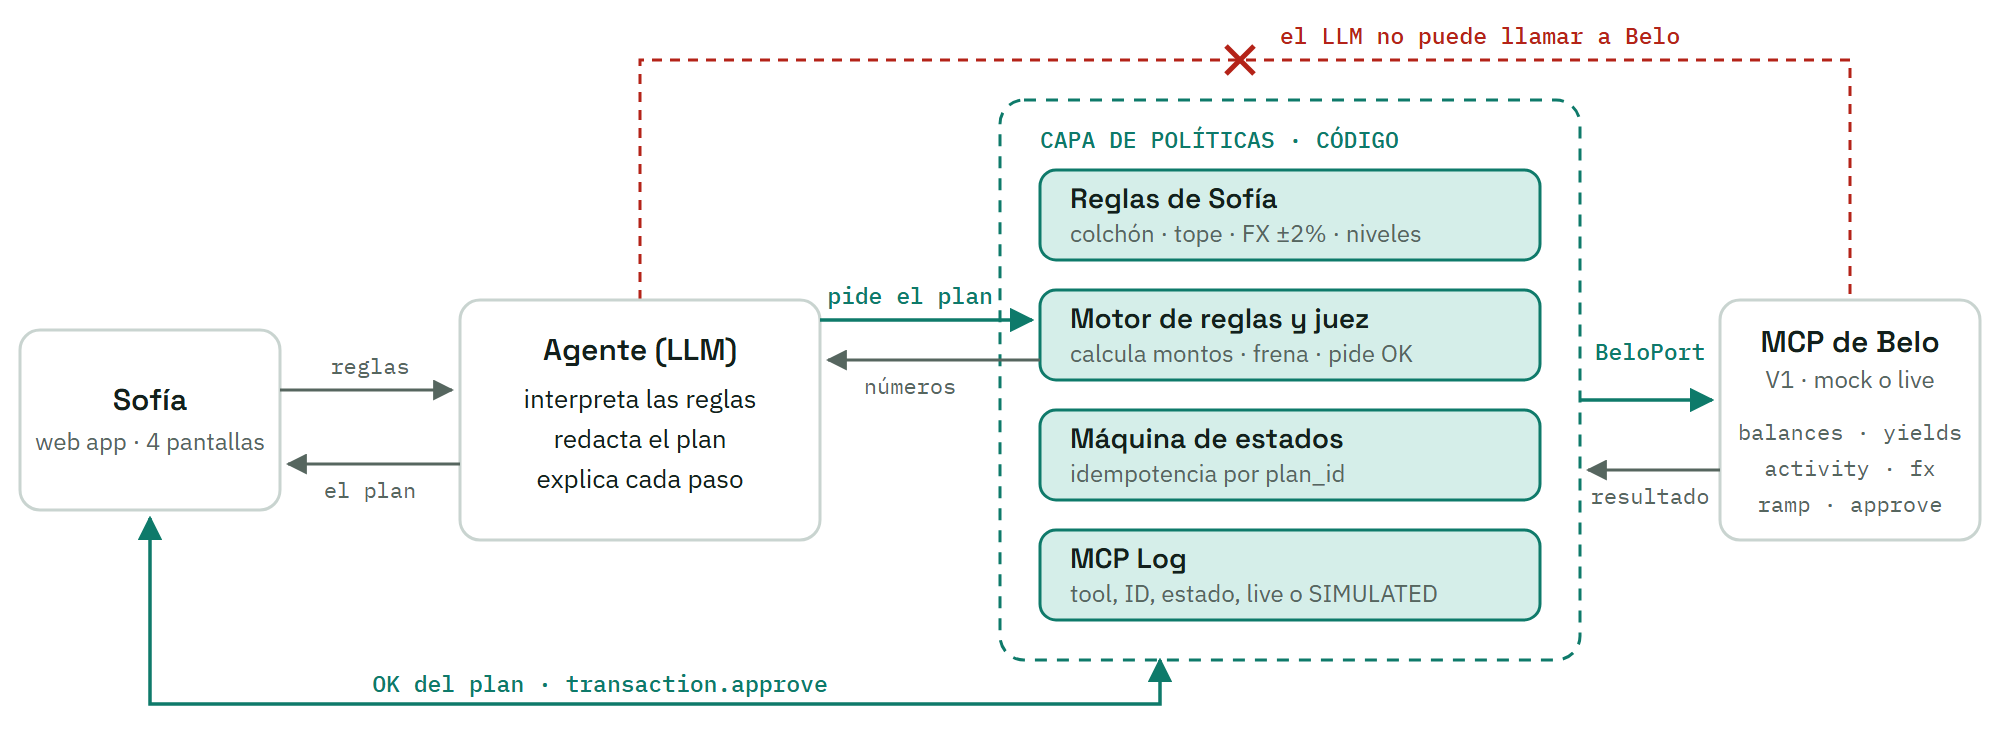 el LLM no puede llamar a Belo
CAPA DE POLÍTICAS · CÓDIGO
Reglas de Sofía
colchón · tope · FX ±2% · niveles
Motor de reglas y juez
calcula montos · frena · pide OK
Máquina de estados
idempotencia por plan_id
MCP Log
tool, ID, estado, live o SIMULATED
Sofía
web app · 4 pantallas
reglas
el plan
Agente (LLM)
interpreta las reglas
redacta el plan
explica cada paso
pide el plan
números
BeloPort
resultado
MCP de Belo
V1 · mock o live
balances · yields
activity · fx
ramp · approve
OK del plan · transaction.approve